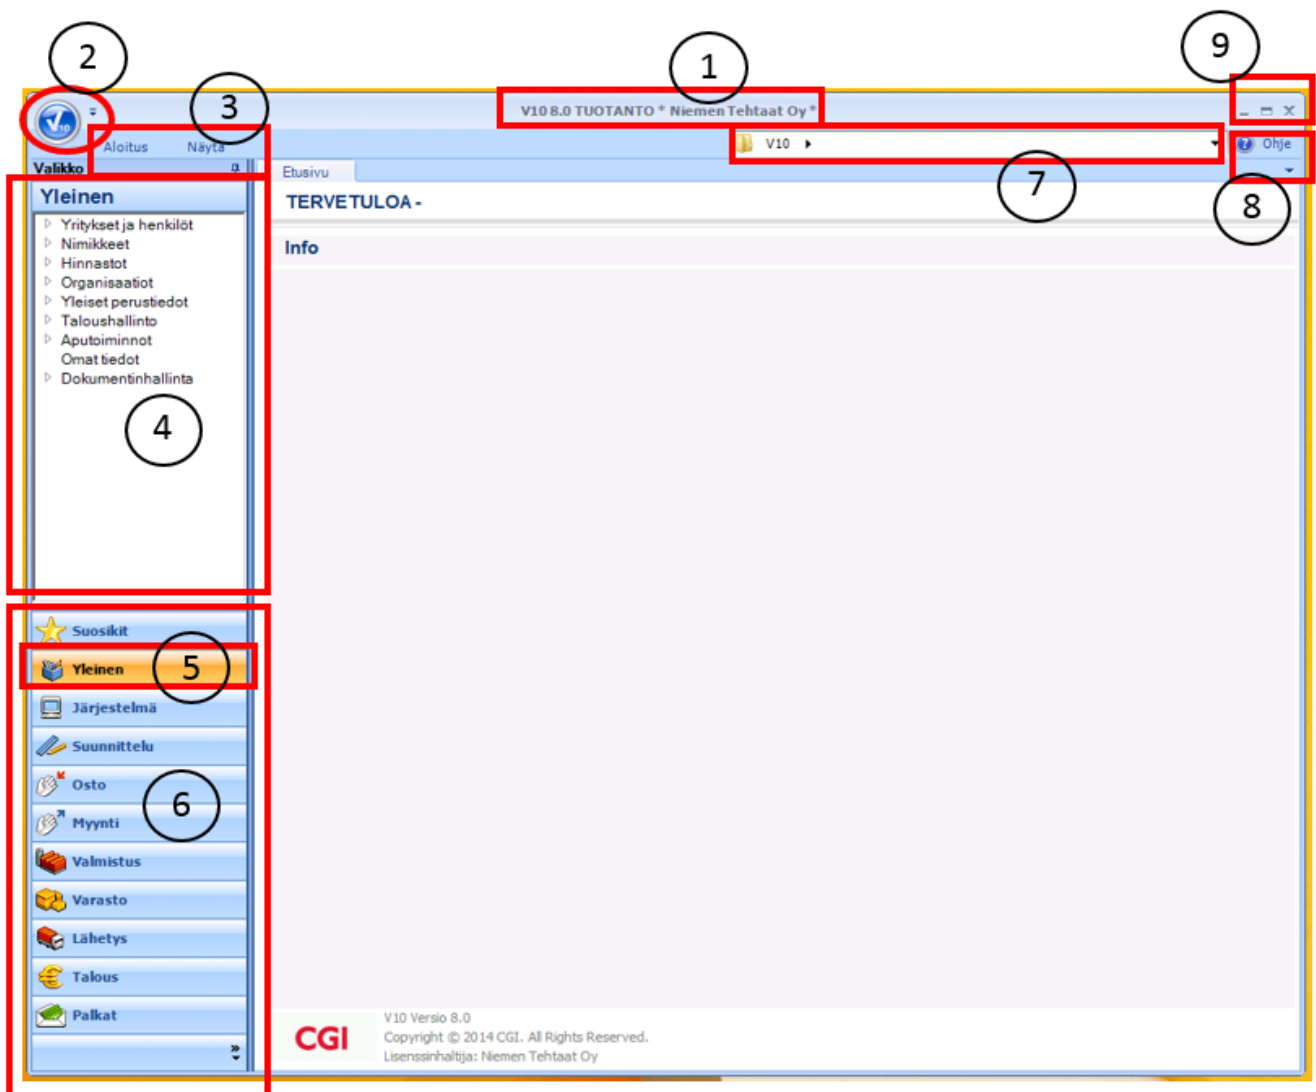 2
1
9
3
V10 8.0 TUOTANTO * Niemen Tehtaat Oy *
V10
Aloitus Näytä
V10
Ohje
Valikko
Etusivu
7
8
Yleinen
TERVETULOA -
Yritykset ja henkilöt
Nimikkeet
Info
Hinnastot
Organisaatiot
Yleiset perustiedot
Taloushallinto
Aputoiminnot
Omat tiedot
Dokumentinhallinta
4
Suosikit
Yleinen
5
Järjestelmä
Suunnittelu
Osto
6
Myynti
Valmistus
Varasto
Lähetys
Talous
Palkat
CGI
V10 Versio 8.0
Copyright © 2014 CGI. All Rights Reserved.
Lisenssinhaltija: Niemen Tehtaat Oy